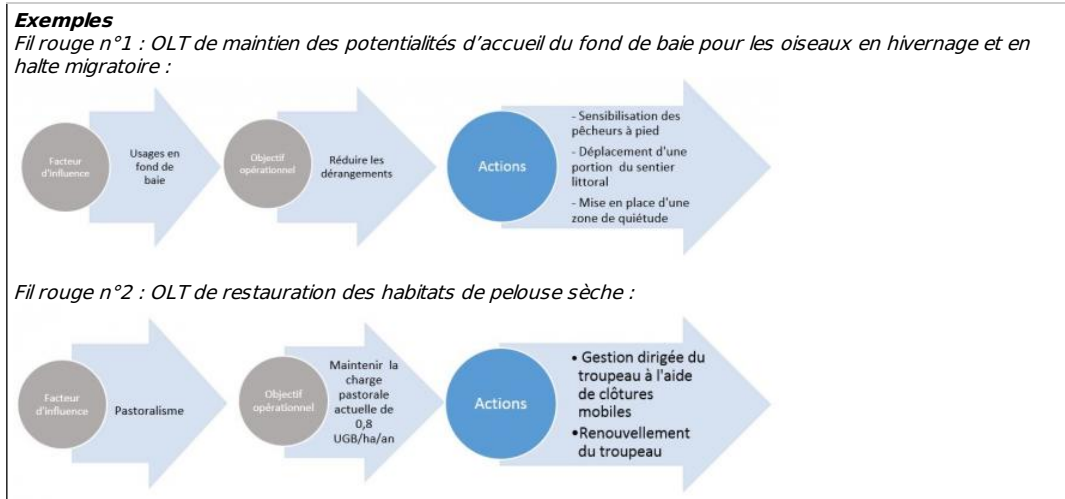 Exemples
Fil rouge n°1 : OLT de maintien des potentialités d’accueil du fond de baie pour les oiseaux en hivernage et en
halte migratoire :
Facteur
d'influence
Usages en
fond de
baie
Objectif
opérationnel
Réduire les
dérangements
Actions
- Sensibilisation des
pêcheurs à pied
- Déplacement d'une
portion du sentier
littoral
- Mise en place d'une
zone de quiétude
Fil rouge n°2 : OLT de restauration des habitats de pelouse sèche :
Facteur
d'influence
Pastoralisme
Objectif
opérationnel
Maintenir la
charge
pastorale
actuelle de
0,8
UGB/ha/an
Actions
• Gestion dirigée du
troupeau à l'aide
de clôtures
mobiles
•Renouvellement
du troupeau